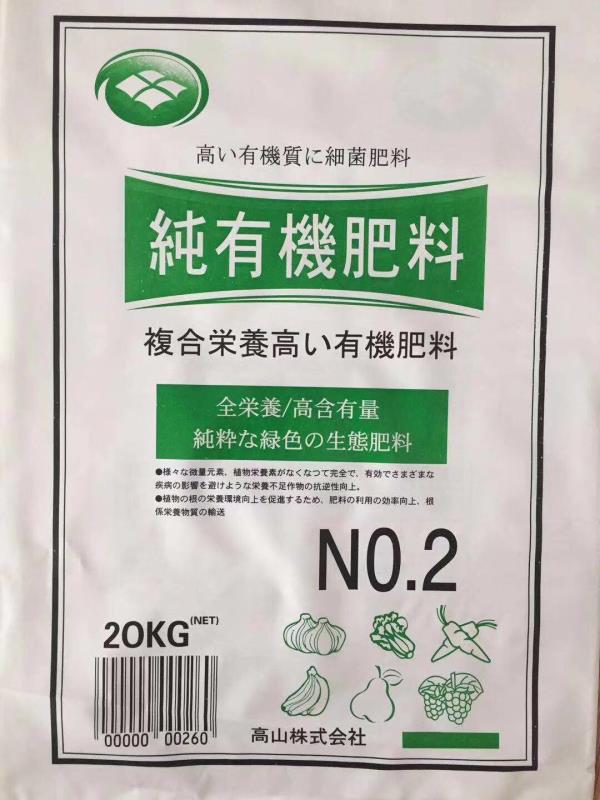 高い有機質に細菌肥料
純有機肥料
複合栄養高い有機肥料
全栄養/高含有量
純粋な緑色の生態肥料
●様々な微量元素、植物栄養素がなくなつて完全で、有効でさまざまな
疾病の影響を避けような栄養不足作物の抗逆性向上。
●植物の根の栄養環境向上を促進するため、肥料の利用の効率向上、根
係栄養物質の輸送
NO.2
20KG(NET)
00000 00260
高山株式会社